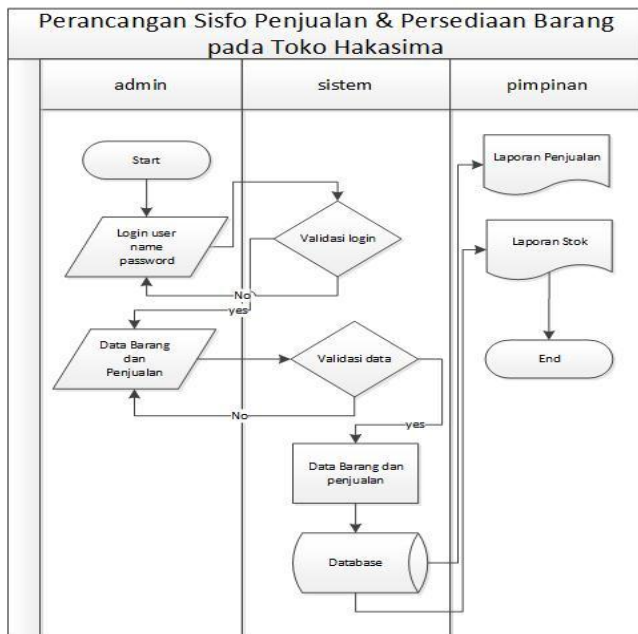 Perancangan Sisfo Penjualan & Persediaan Barang
pada Toko Hakasima
admin
sistem
pimpinan
Start
Login user
name
password
Validasi login
No
yes
Data Barang
dan
Penjualan
Validasi data
No
yes
Data Barang dan
penjualan
Database
Laporan Penjualan
Laporan Stok
End